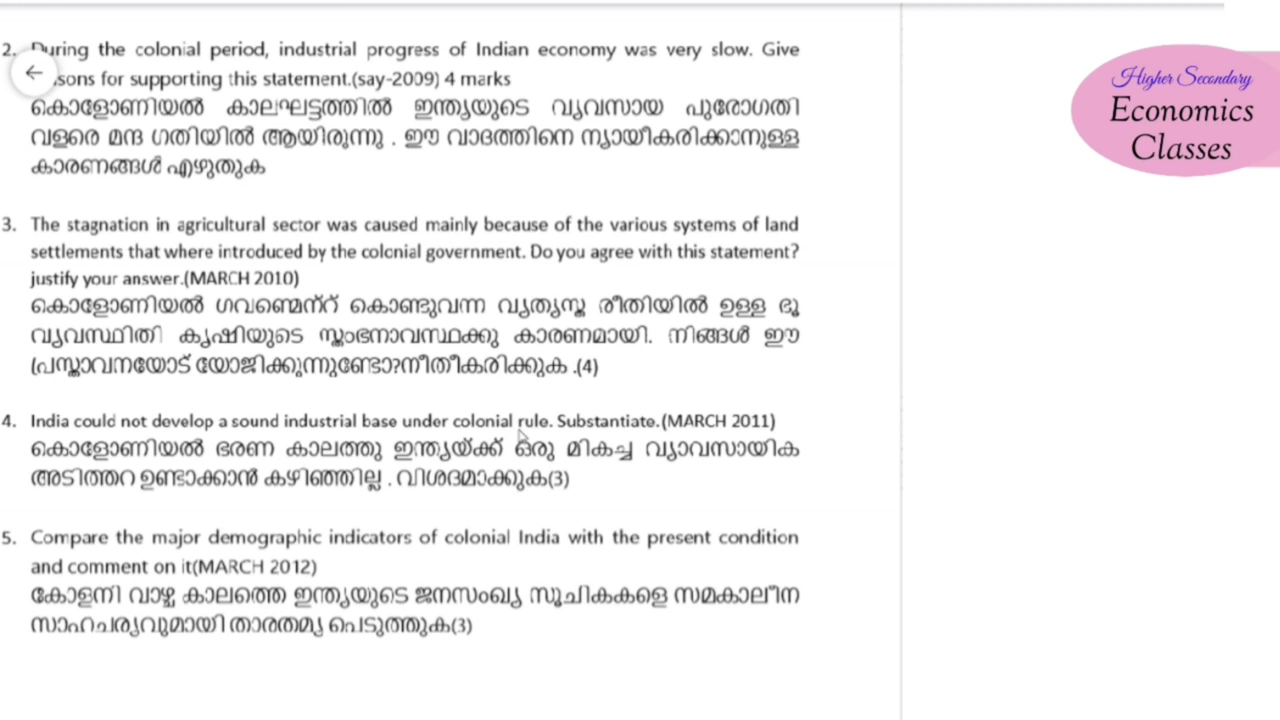 2. During the colonial period, industrial progress of Indian economy was very slow. Give
sons for supporting this statement.(say-2009) 4 marks
കൊളോണിയൽ കാലഘട്ടത്തിൽ ഇന്ത്യയുടെ വ്യവസായ പുരോഗതി
വളരെ മന്ദ ഗതിയിൽ ആയിരുന്നു . ഈ വാദത്തിനെ ന്യായീകരിക്കാനുള്ള
കാരണങ്ങൾ എഴുതുക
3. The stagnation in agricultural sector was caused mainly because of the various systems of land
settlements that where introduced by the colonial government. Do you agree with this statement?
justify your answer.(MARCH 2010)
കൊളോണിയൽ ഗവണ്മെന്റ് കൊണ്ടുവന്ന വ്യത്യസ്ത രീതിയിൽ ഉള്ള ഭൂ
വ്യവസ്ഥിതി കൃഷിയുടെ സ്തംഭനാവസ്ഥക്കു കാരണമായി. നിങ്ങൾ ഈ
പ്രസ്താവനയോട് യോജിക്കുന്നുണ്ടോ?നീതീകരിക്കുക .(4)
4. India could not develop a sound industrial base under colonial rule. Substantiate.(MARCH 2011)
കൊളോണിയൽ ഭരണ കാലത്തു ഇന്ത്യയ്ക്ക് ഒരു മികച്ച വ്യാവസായിക
അടിത്തറ ഉണ്ടാക്കാൻ കഴിഞ്ഞില്ല . വിശദമാക്കുക(3)
5. Compare the major demographic indicators of colonial India with the present condition
and comment on it(MARCH 2012)
കോളനി വാഴ്ച കാലത്തെ ഇന്ത്യയുടെ ജനസംഖ്യ സൂചികകളെ സമകാലീന
സാഹചര്യവുമായി താരതമ്യ പെടുത്തുക(3)
Higher Secondary
Economics
Classes